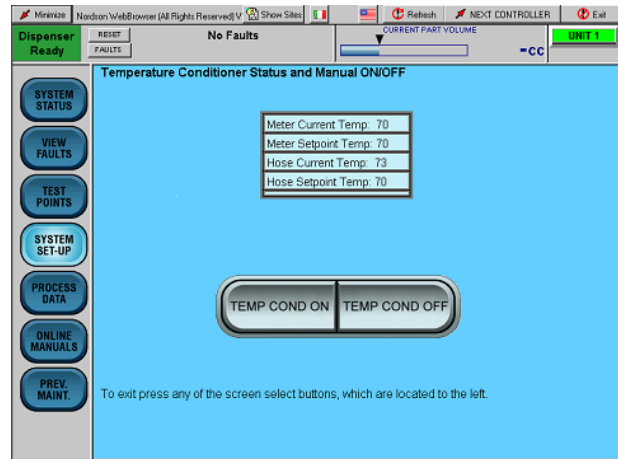 Minimize
Nordson WebBrowser (All Rights Reserved) V
Show Sites
Refresh
NEXT CONTROLLER
Exit
Dispenser
Ready
RESET
FAULTS
No Faults
CURRENT PART VOLUME
-cc
UNIT 1
Temperature Conditioner Status and Manual ON/OFF
SYSTEM
STATUS
VIEW
FAULTS
TEST
POINTS
SYSTEM
SET-UP
PROCESS
DATA
ONLINE
MANUALS
PREV.
MAINT.
Meter Current Temp: 70
Meter Setpoint Temp: 70
Hose Current Temp: 73
Hose Setpoint Temp: 70
TEMP COND ON
TEMP COND OFF
To exit press any of the screen select buttons, which are located to the left.